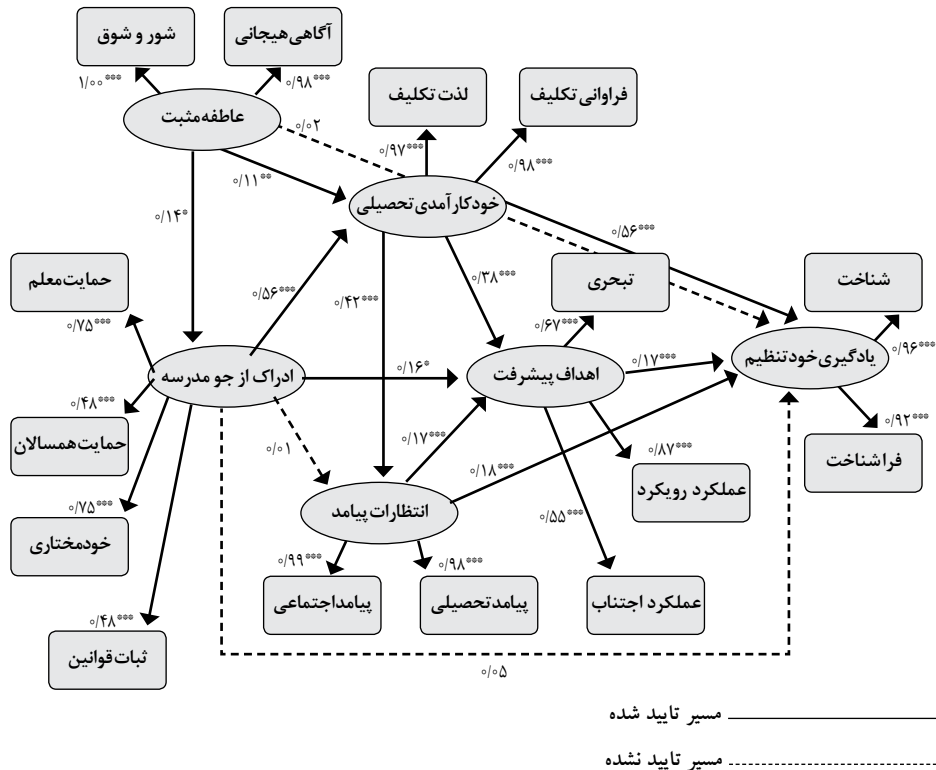 شور و شوق
آگاهی هیجانی
۱/۰۰***
۰/۹۸***
عاطفه مثبت
لذت تکلیف
فراوانی تکلیف
۰/۰۲
۰/۹۷***
۰/۹۸***
۰/۱۱**
خودکارآمدی تحصیلی
۰/۱۴*
۰/۵۶***
حمایت معلم
۰/۵۶***
۰/۴۲***
۰/۳۸***
تبحری
شناخت
۰/۷۵***
۰/۶۷***
۰/۹۶***
ادراک از جو مدرسه
۰/۱۶*
اهداف پیشرفت
۰/۱۷***
یادگیری خود تنظیم
۰/۴۸***
۰/۹۲***
حمایت همسالان
۰/۰۱
۰/۱۷***
۰/۸۷***
فراشناخت
۰/۱۸***
عملکرد رویکرد
۰/۷۵***
انتظارات پیامد
خودمختاری
۰/۵۵***
۰/۹۹***
۰/۹۸***
پیامد اجتماعی
پیامد تحصیلی
عملکرد اجتناب
۰/۴۸***
ثبات قوانین
۰/۰۵
مسیر تایید شده
مسیر تایید نشده